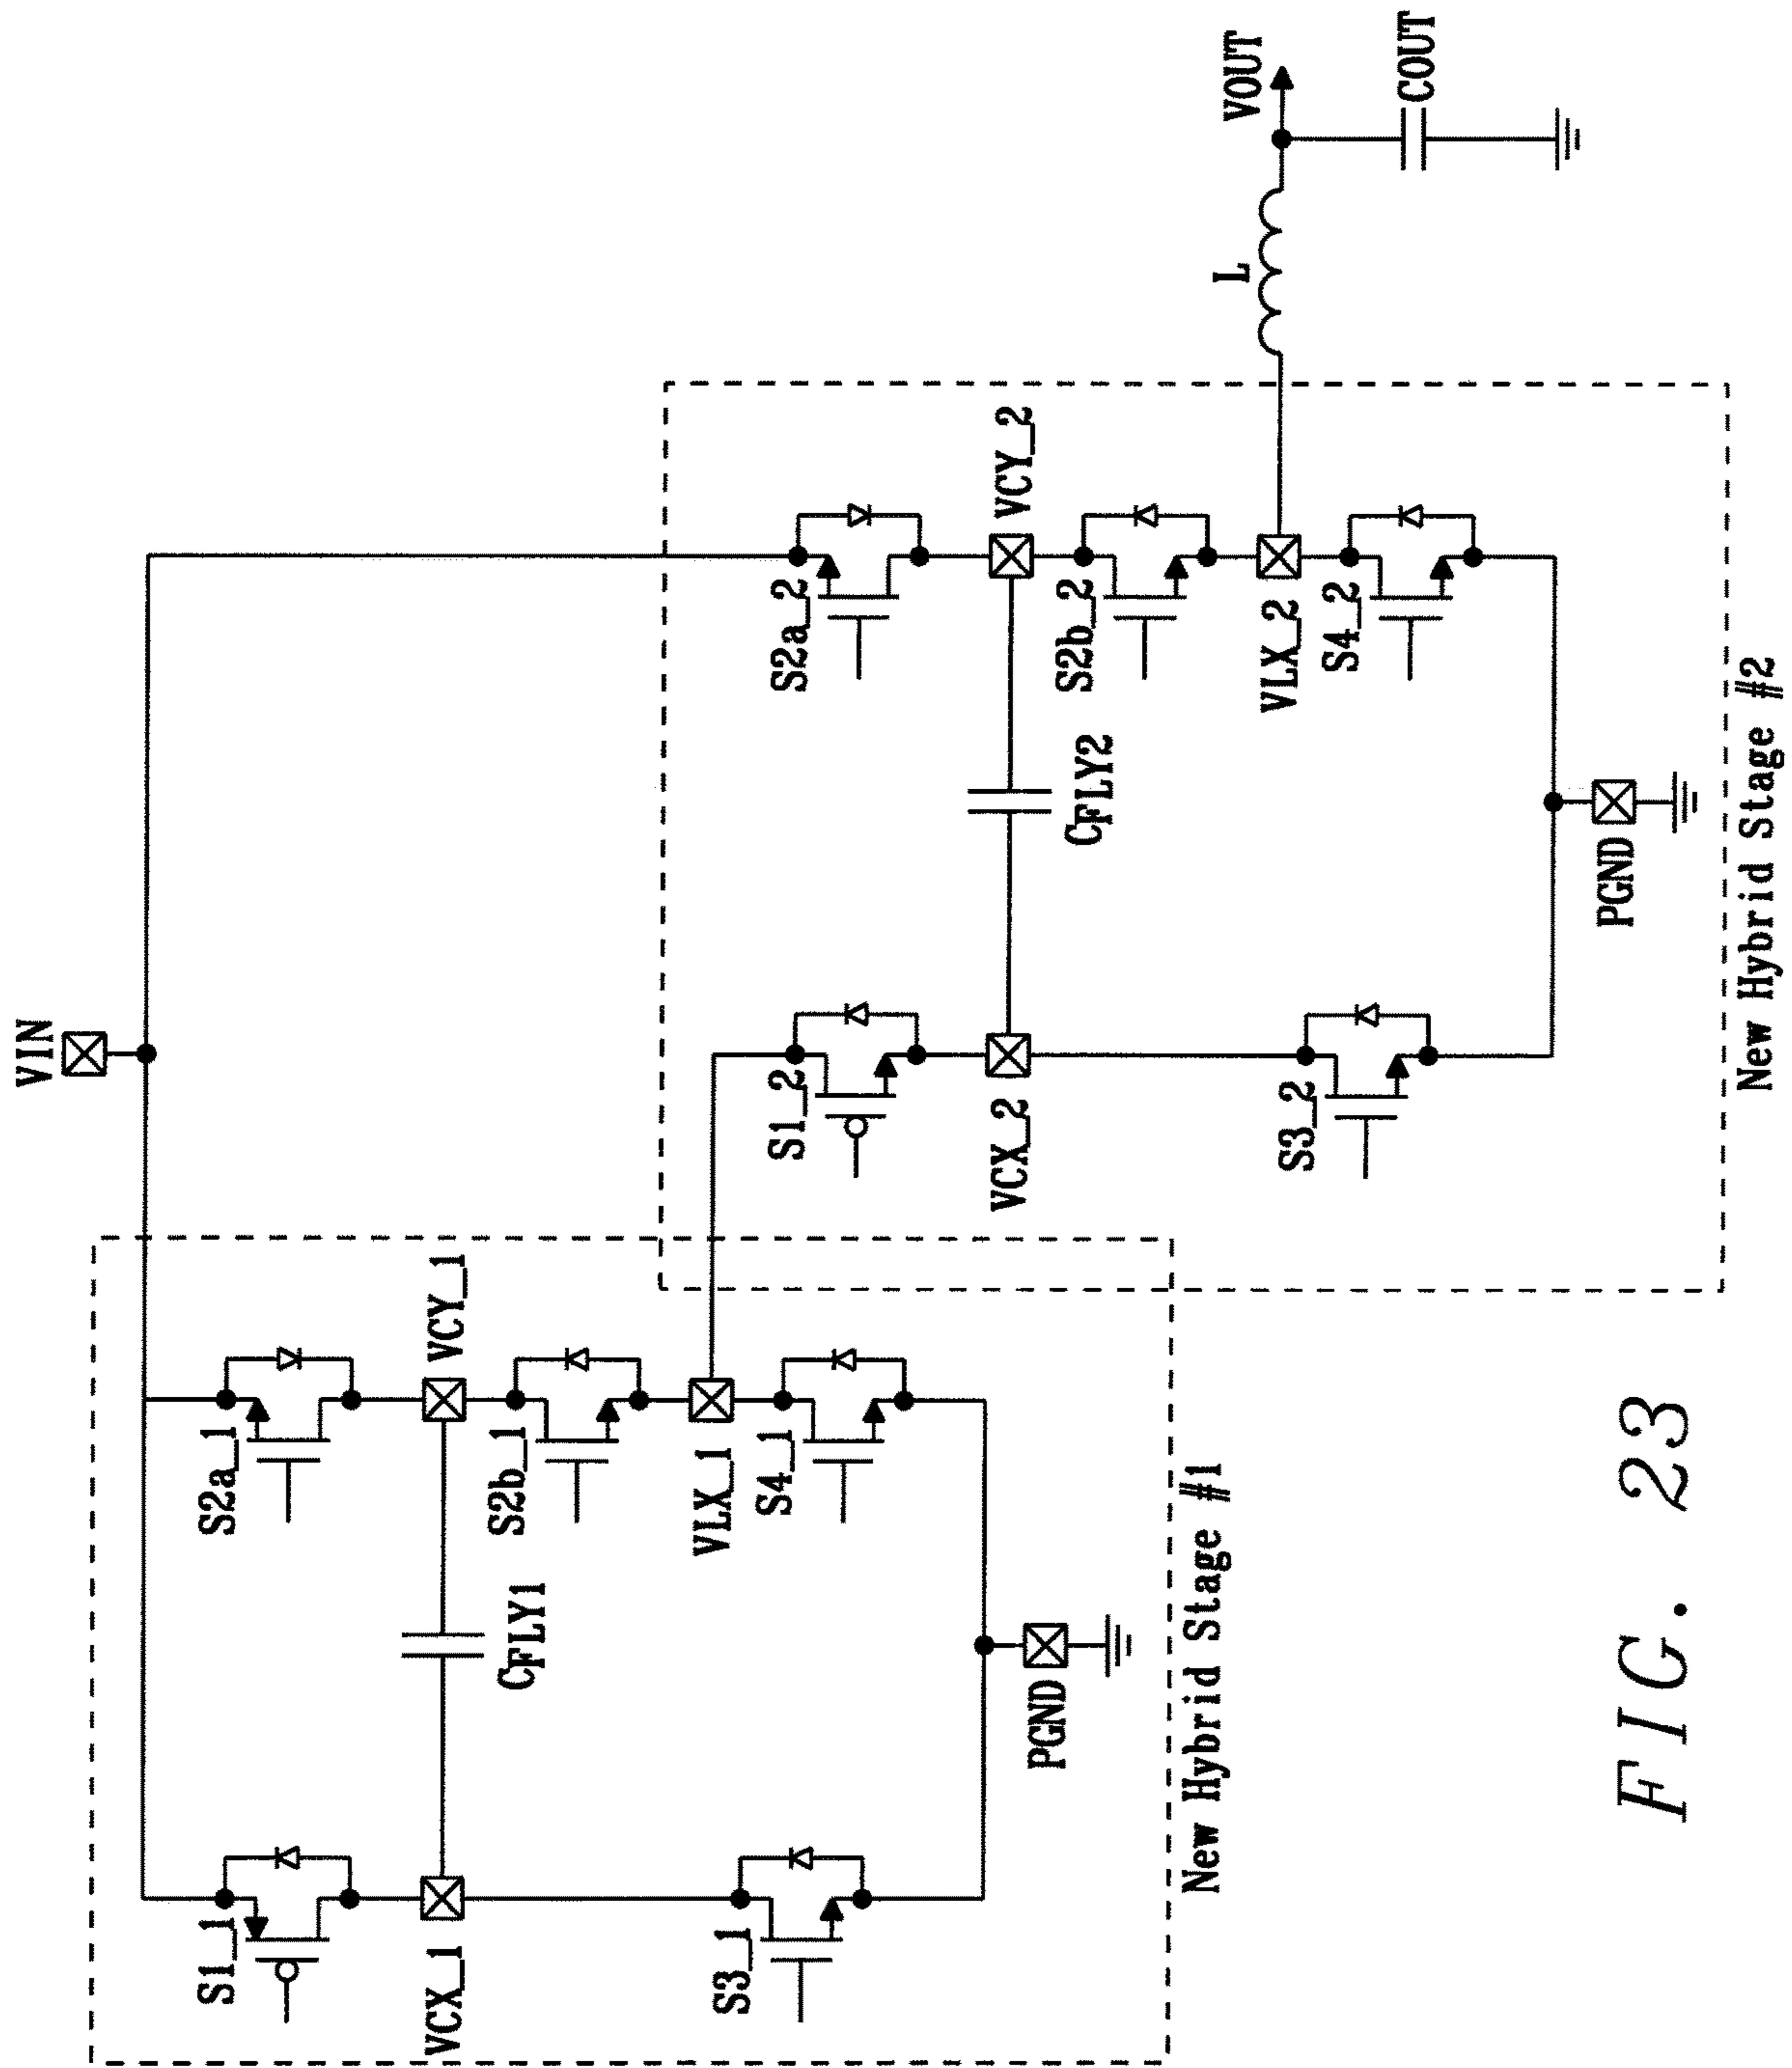 VIN
S1_1
S2a_1
VCX_1
CFLY1
VCY_1
S2b_1
S3_1
VLX_1
S4_1
PGND
New Hybrid Stage #1
S1_2
S2a_2
VCX_2
CFLY2
VCY_2
S2b_2
S3_2
VLX_2
S4_2
PGND
New Hybrid Stage #2
L
VOUT
COUT
FIG. 23